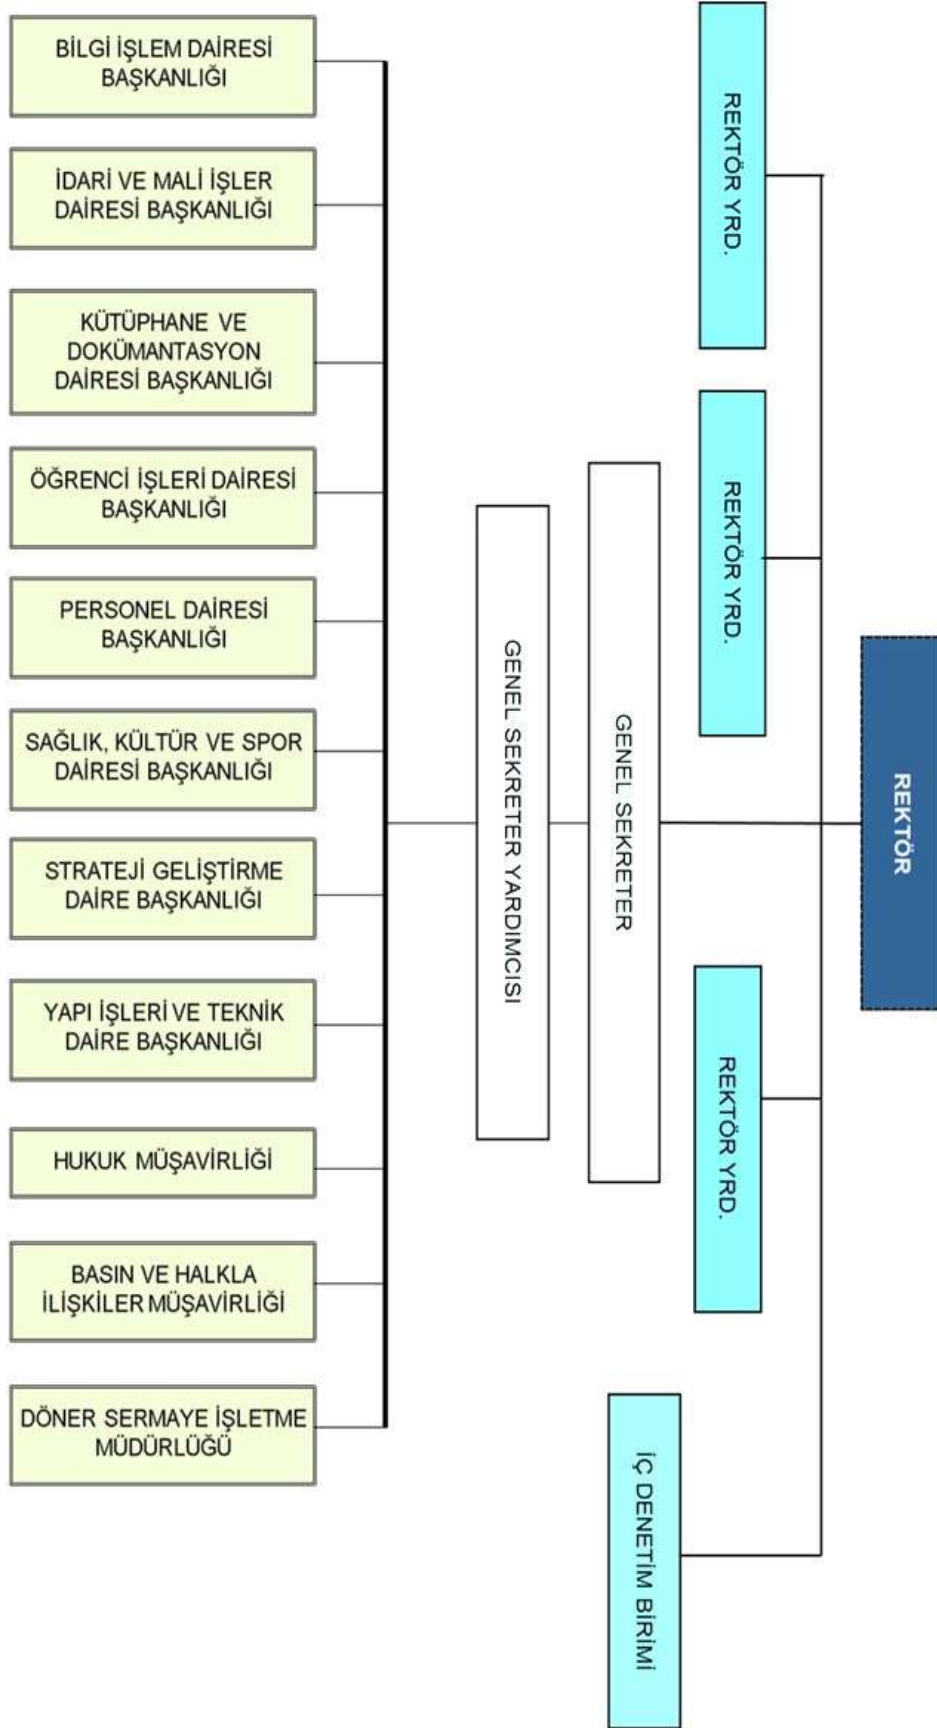 BİLGİ İŞLEM DAİRESİ
BAŞKANLIĞI
İDARİ VE MALİ İŞLER
DAİRESİ BAŞKANLIĞI
KÜTÜPHANE VE
DOKÜMANTASYON
DAİRESİ BAŞKANLIĞI
ÖĞRENCİ İŞLERİ DAİRESİ
BAŞKANLIĞI
PERSONEL DAİRESİ
BAŞKANLIĞI
SAĞLIK, KÜLTÜR VE SPOR
DAİRESİ BAŞKANLIĞI
STRATEJİ GELİŞTİRME
DAİRE BAŞKANLIĞI
YAPI İŞLERİ VE TEKNİK
DAİRE BAŞKANLIĞI
HUKUK MÜŞAVİRLİĞİ
BASIN VE HALKLA
İLİŞKİLER MÜŞAVİRLİĞİ
DÖNER SERMAYE İŞLETME
MÜDÜRLÜĞÜ
GENEL SEKRETER YARDIMCISI
GENEL SEKRETER
REKTÖR YRD.
REKTÖR YRD.
REKTÖR YRD.
İÇ DENETİM BİRİMİ
REKTÖR